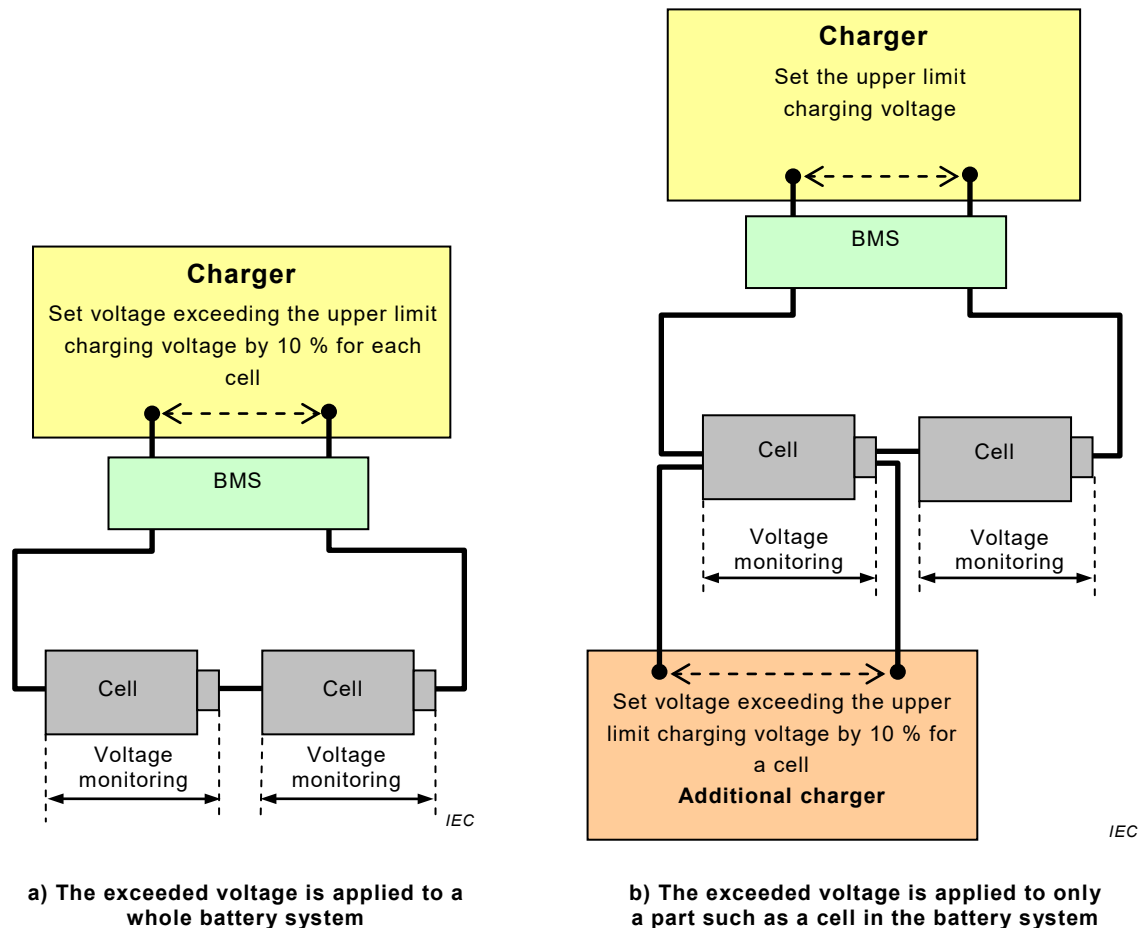 Charger
Set voltage exceeding the upper limit
charging voltage by 10 % for each
cell
BMS
Cell
Cell
Voltage
monitoring
Voltage
monitoring
IEC
a) The exceeded voltage is applied to a
whole battery system
Charger
Set the upper limit
charging voltage
BMS
Cell
Cell
Voltage
monitoring
Voltage
monitoring
Set voltage exceeding the upper
limit charging voltage by 10 % for
a cell
Additional charger
IEC
b) The exceeded voltage is applied to only
a part such as a cell in the battery system